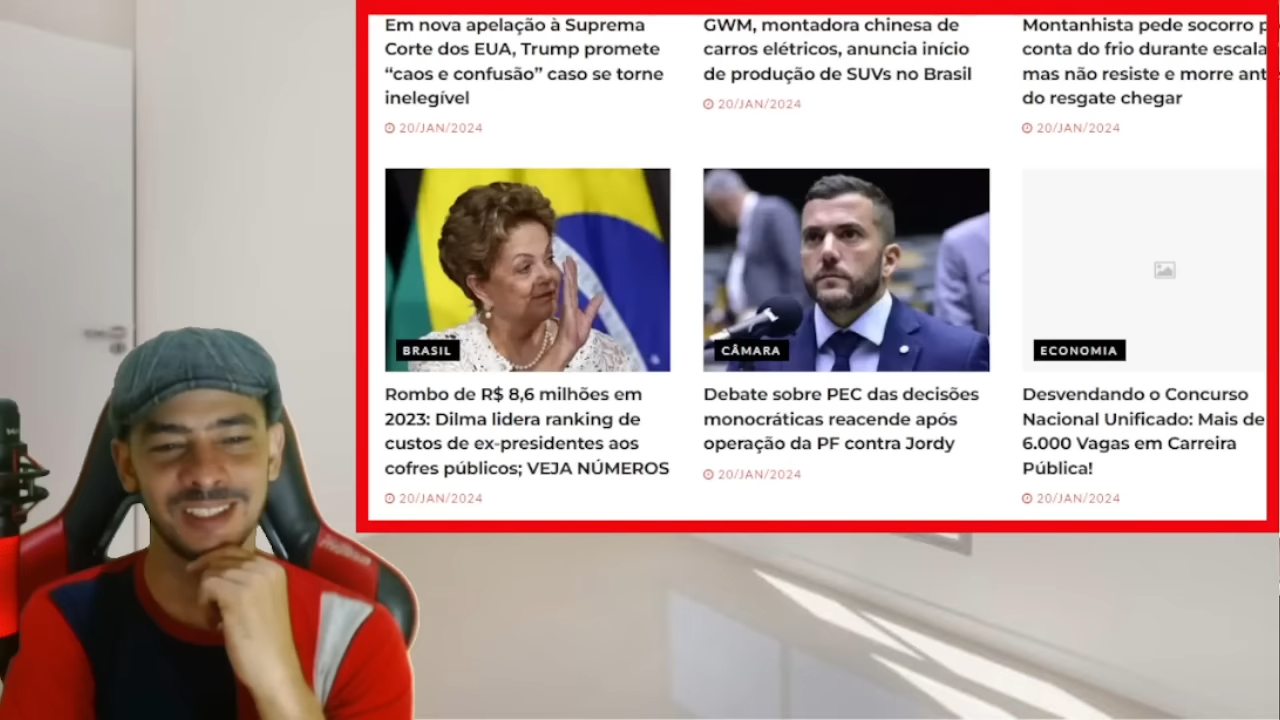 Em nova apelação à Suprema
Corte dos EUA, Trump promete
“caos e confusão” caso se torne
inelegível
20/JAN/2024
GWM, montadora chinesa de
carros elétricos, anuncia início
de produção de SUVs no Brasil
20/JAN/2024
Montanhista pede socorro p
conta do frio durante escala
mas não resiste e morre ant
do resgate chegar
20/JAN/2024
BRASIL
Rombo de R$ 8,6 milhões em
2023: Dilma lidera ranking de
custos de ex-presidentes aos
cofres públicos; VEJA NÚMEROS
20/JAN/2024
CÂMARA
Debate sobre PEC das decisões
monocráticas reacende após
operação da PF contra Jordy
20/JAN/2024
ECONOMIA
Desvendando o Concurso
Nacional Unificado: Mais de
6.000 Vagas em Carreira
Pública!
20/JAN/2024